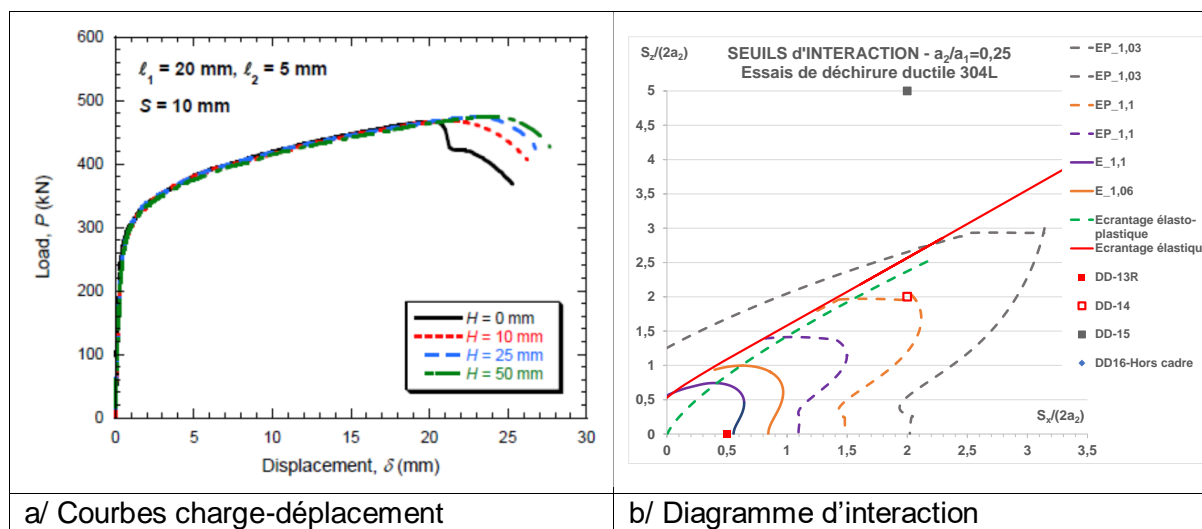 600
500
400
300
200
100
0
Load, P (kN)
ℓ1 = 20 mm, ℓ2 = 5 mm
S = 10 mm
H = 0 mm
H = 10 mm
H = 25 mm
H = 50 mm
0 5 10 15 20 25 30
Displacement, δ (mm)
Sz/(2a2)
SEUILS d'INTERACTION - a2/a1=0,25
Essais de déchirure ductile 304L
5
4,5
4
3,5
3
2,5
2
1,5
1
0,5
0
0 0,5 1 1,5 2 2,5 3 3,5
Sx/(2a2)
EP_1,03
EP_1,03
EP_1,1
EP_1,1
E_1,1
E_1,06
Ecrantage élasto-
plastique
Ecrantage élastique
DD-13R
DD-14
DD-15
DD16-Hors cadre
a/ Courbes charge-déplacement
b/ Diagramme d’interaction